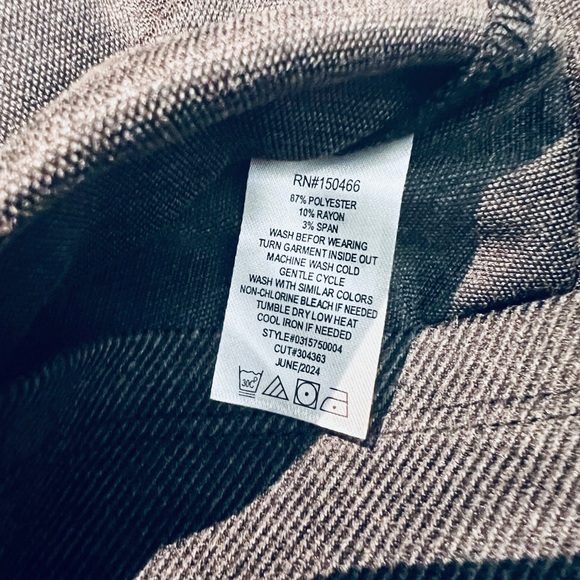 RN#150466
87% POLYESTER
10% RAYON
3% SPAN
WASH BEFOR WEARING
TURN GARMENT INSIDE OUT
MACHINE WASH COLD
GENTLE CYCLE
WASH WITH SIMILAR COLORS
NON-CHLORINE BLEACH IF NEEDED
TUMBLE DRY LOW HEAT
COOL IRON IF NEEDED
STYLE#0315750004
CUT#304363
JUNE/2024
30C